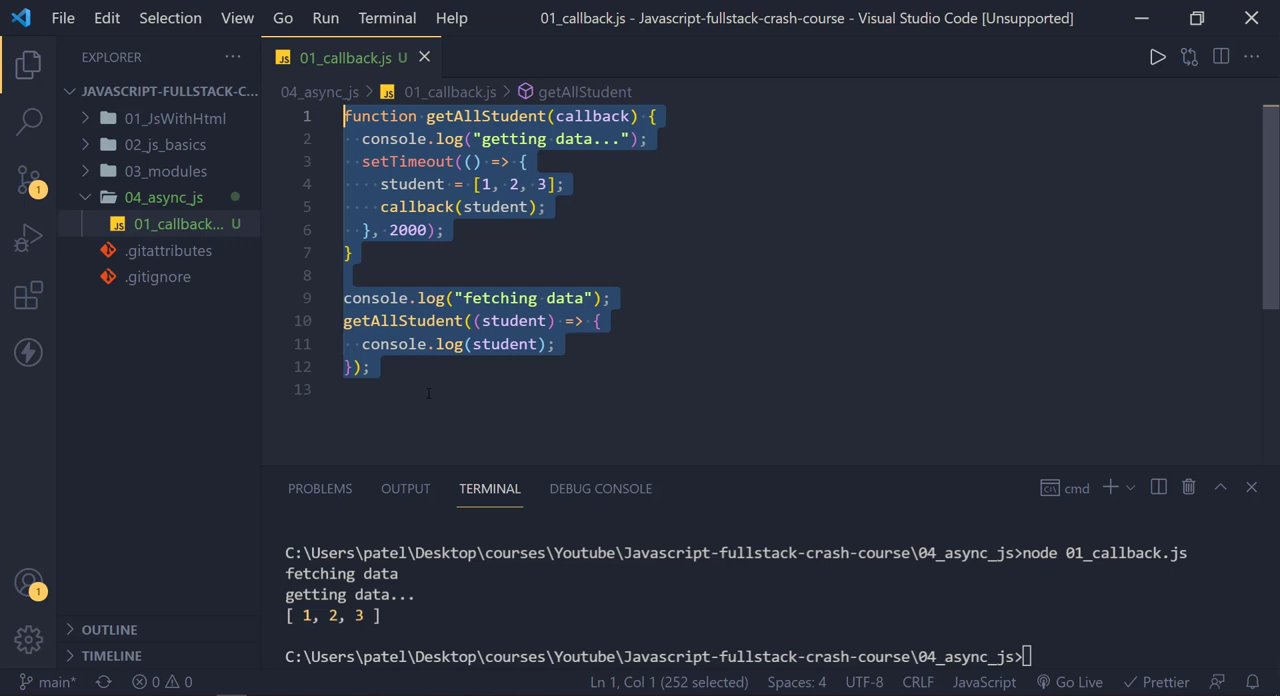 File Edit Selection View Go Run Terminal Help 01_callback.js - Javascript-fullstack-crash-course - Visual Studio Code [Unsupported]
EXPLORER ...
JS 01_callback.js U
JAVASCRIPT-FULLSTACK-C...
01_JsWithHtml
02_js_basics
03_modules
04_async_js
JS 01_callback... U
.gitattributes
.gitignore
OUTLINE
TIMELINE
1
1
04_async_js > JS 01_callback.js > getAllStudent
1 function getAllStudent(callback) {
2 console.log("getting data...");
3 setTimeout(() => {
4 student = [1, 2, 3];
5 callback(student);
6 }, 2000);
7 }
8
9 console.log("fetching data");
10 getAllStudent((student) => {
11 console.log(student);
12 });
13
PROBLEMS OUTPUT TERMINAL DEBUG CONSOLE cmd
C:\Users\patel\Desktop\courses\Youtube\Javascript-fullstack-crash-course\04_async_js>node 01_callback.js
fetching data
getting data...
[ 1, 2, 3 ]
C:\Users\patel\Desktop\courses\Youtube\Javascript-fullstack-crash-course\04_async_js>
main* 0 0 Ln 1, Col 1 (252 selected) Spaces: 4 UTF-8 CRLF JavaScript Go Live Prettier